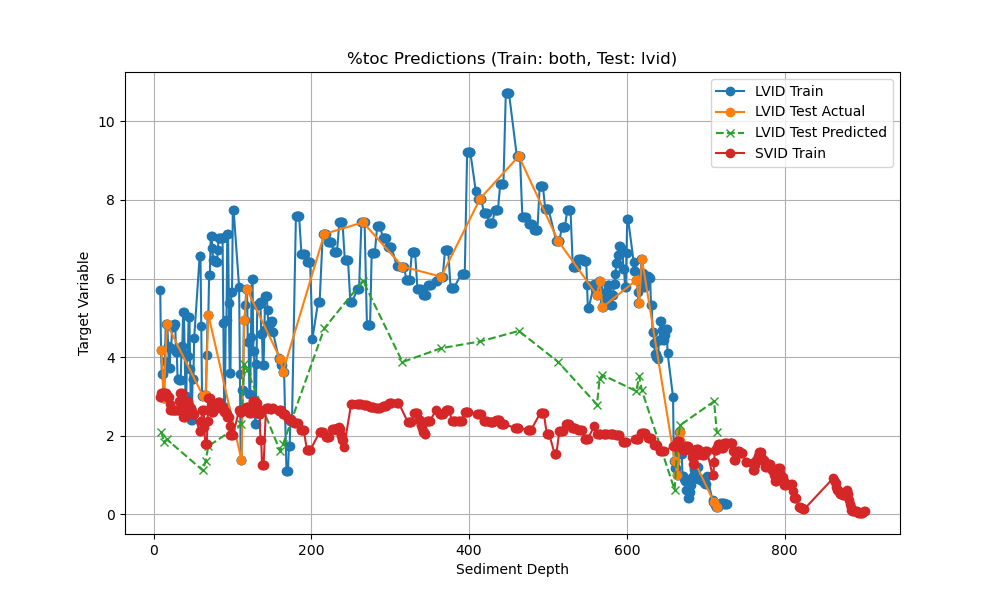 %toc Predictions (Train: both, Test: lvid)
LVID Train
LVID Test Actual
LVID Test Predicted
SVID Train
Target Variable
10
8
6
4
2
0
0 200 400 600 800
Sediment Depth